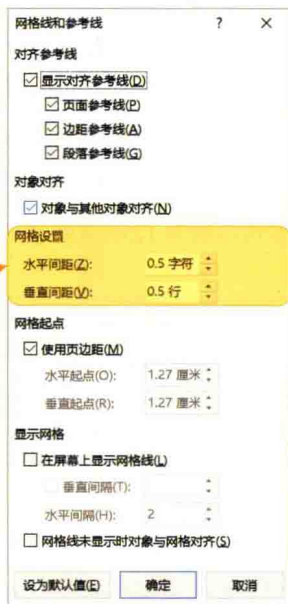 网格线和参考线 ? ×
对齐参考线
显示对齐参考线(D)
页面参考线(P)
边距参考线(A)
段落参考线(G)
对象对齐
对象与其他对象对齐(N)
网格设置
水平间距(Z): 0.5 字符
垂直间距(V): 0.5 行
网格起点
使用页边距(M)
水平起点(O): 1.27 厘米
垂直起点(R): 1.27 厘米
显示网格
在屏幕上显示网格线(L)
垂直间隔(T):
水平间隔(H): 2
网格线未显示时对象与网格对齐(S)
设为默认值(E) 确定 取消